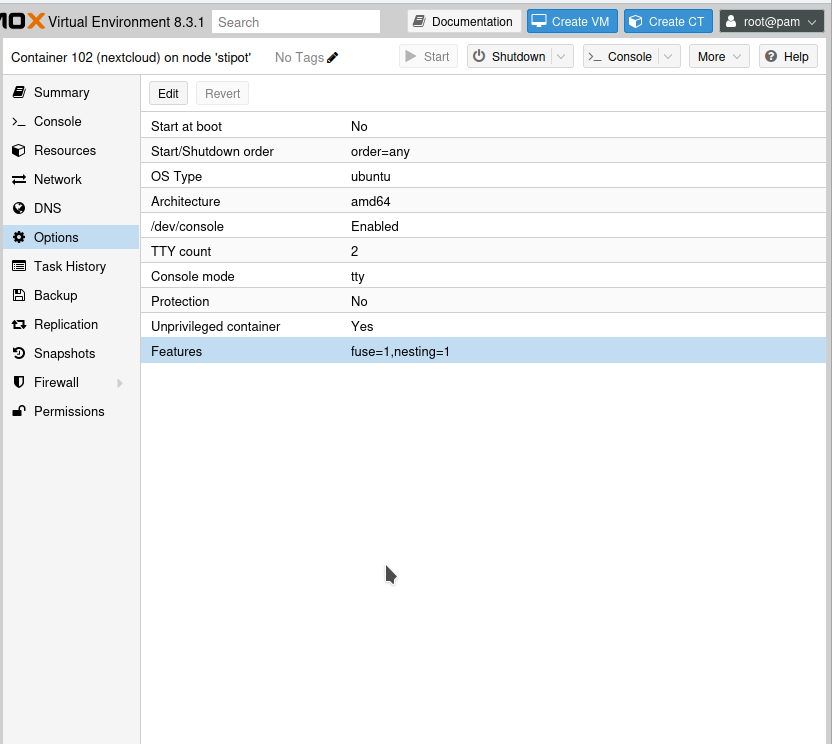 MOX Virtual Environment 8.3.1 Search Documentation Create VM Create CT root@pam
Container 102 (nextcloud) on node 'stipot' No Tags Start Shutdown Console More Help
Summary
Console
Resources
Network
DNS
Options
Task History
Backup
Replication
Snapshots
Firewall
Permissions
Edit Revert
Start at boot No
Start/Shutdown order order=any
OS Type ubuntu
Architecture amd64
/dev/console Enabled
TTY count 2
Console mode tty
Protection No
Unprivileged container Yes
Features fuse=1,nesting=1